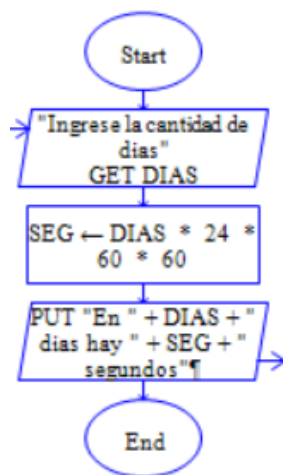 Start
"Ingrese la cantidad de
dias"
GET DIAS
SEG ← DIAS * 24 *
60 * 60
PUT "En " + DIAS + "
dias hay " + SEG + "
segundos"¶
End